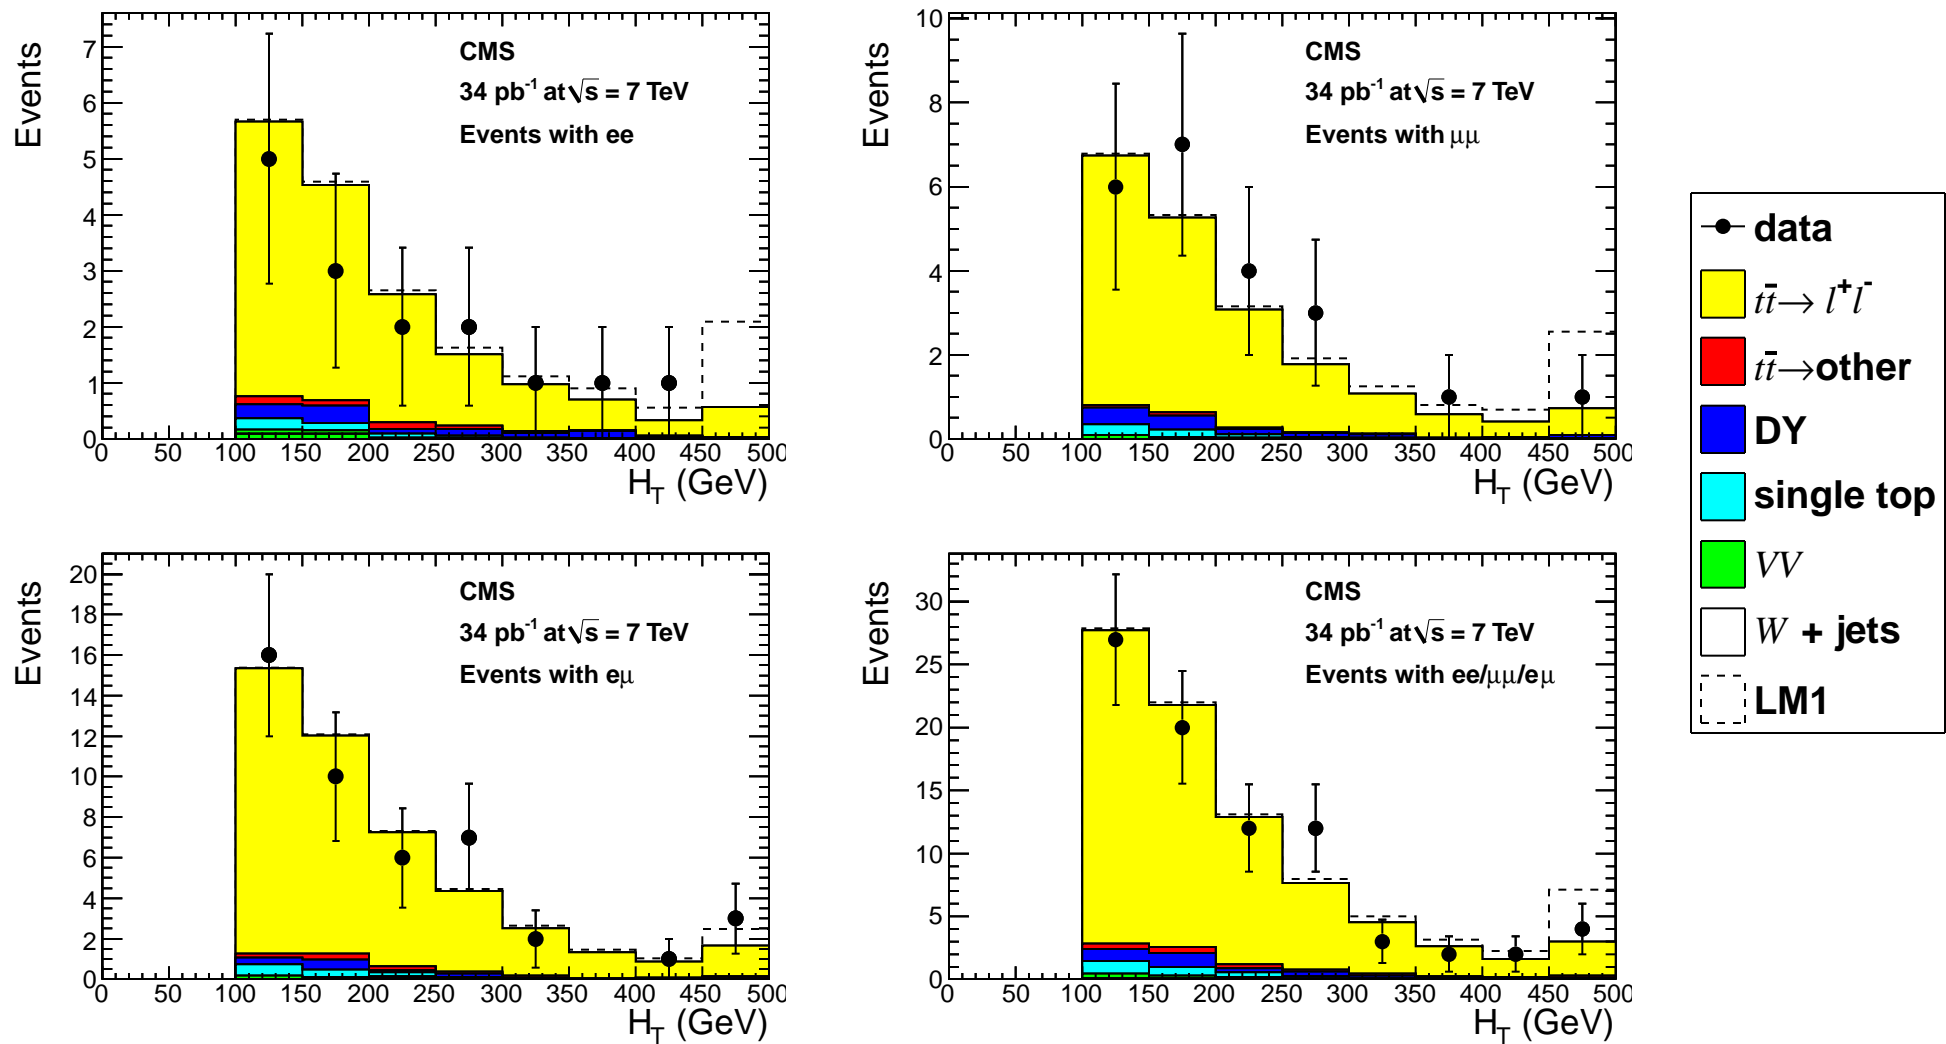 Events
7
6
5
4
3
2
1
0
CMS
34 pb⁻¹ at √s = 7 TeV
Events with ee
0 50 100 150 200 250 300 350 400 450 500
H_T (GeV)
Events
10
8
6
4
2
0
CMS
34 pb⁻¹ at √s = 7 TeV
Events with μμ
0 50 100 150 200 250 300 350 400 450 500
H_T (GeV)
Events
20
18
16
14
12
10
8
6
4
2
0
CMS
34 pb⁻¹ at √s = 7 TeV
Events with eμ
0 50 100 150 200 250 300 350 400 450 500
H_T (GeV)
Events
30
25
20
15
10
5
0
CMS
34 pb⁻¹ at √s = 7 TeV
Events with ee/μμ/eμ
0 50 100 150 200 250 300 350 400 450 500
H_T (GeV)
data
tt̄→ l⁺l⁻
tt̄→other
DY
single top
VV
W + jets
LM1